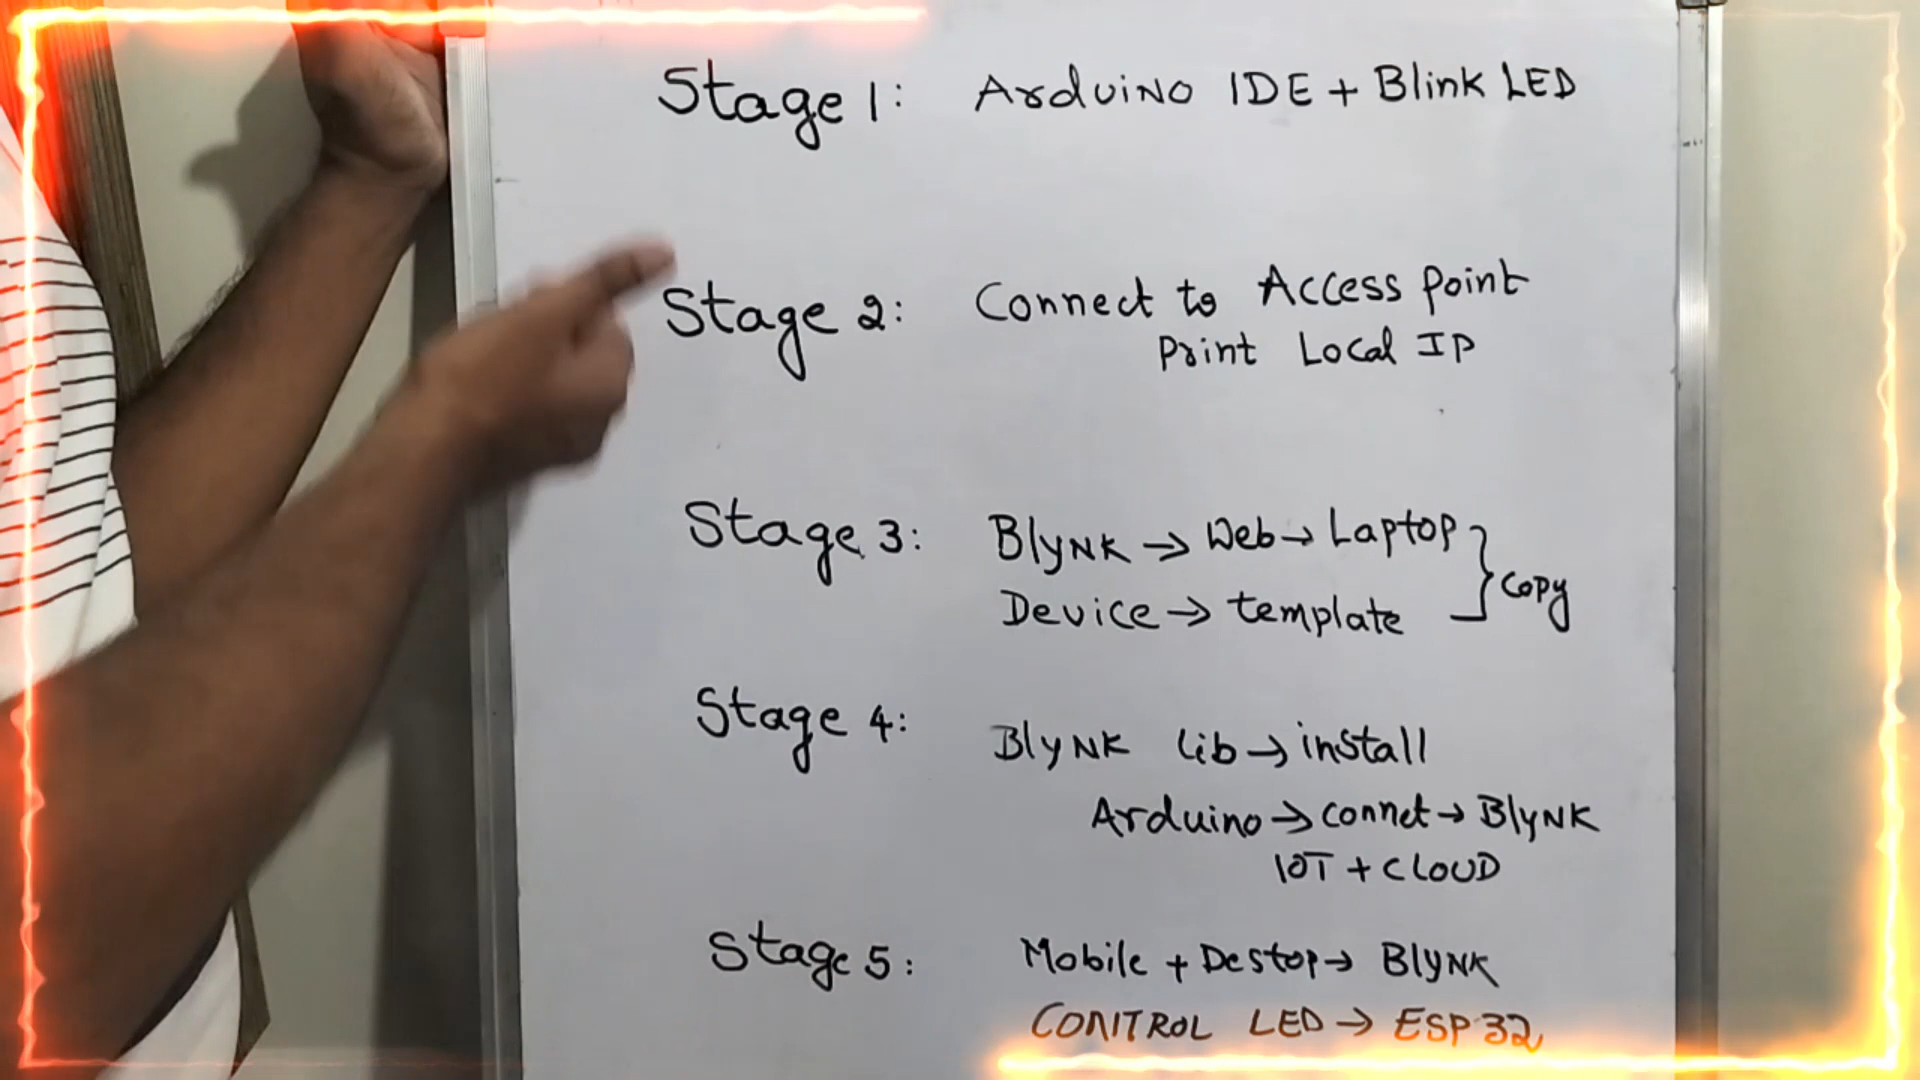 Stage 1: Arduino IDE + Blink LED
Stage 2: Connect to Access Point
Print Local IP
Stage 3: Blynk → Web → Laptop
Device → template } Copy
Stage 4: Blynk Lib → install
Arduino → connet → Blynk
IOT + CLOUD
Stage 5: Mobile + Destop → Blynk
CONTROL LED → ESP32